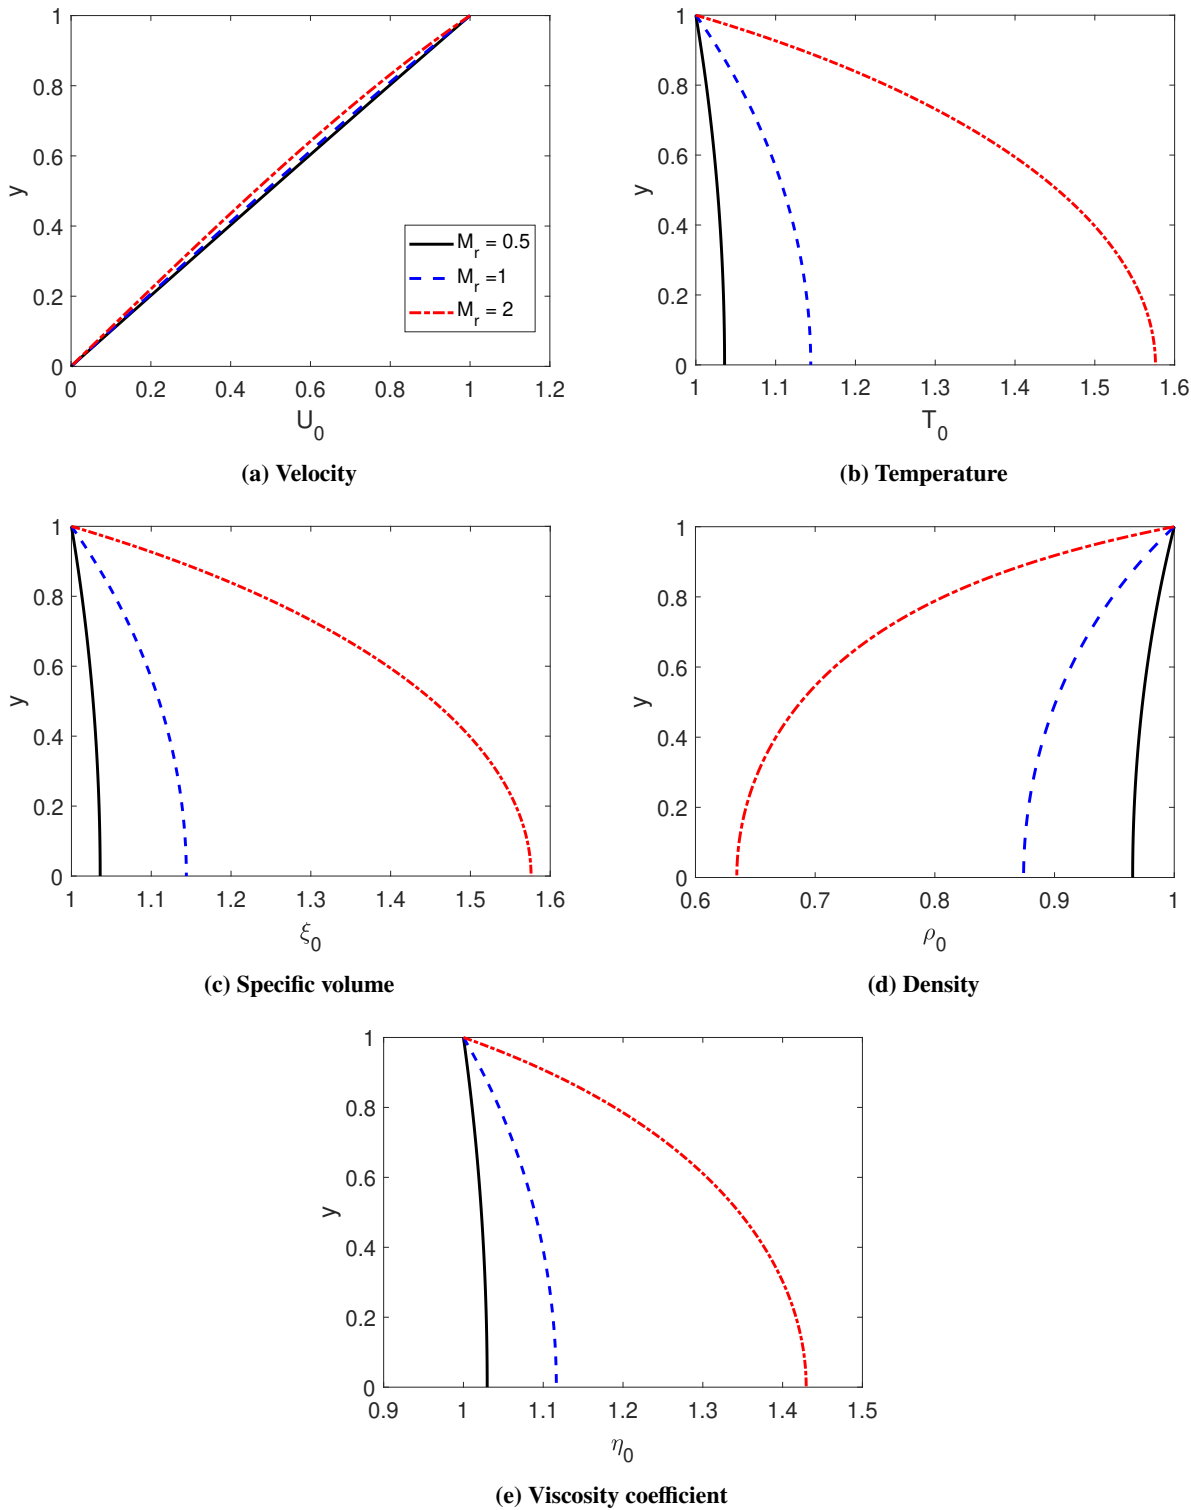 1
0.8
0.6
0.4
0.2
0
y
0 0.2 0.4 0.6 0.8 1 1.2
U_0
M_r = 0.5
M_r =1
M_r = 2
(a) Velocity
1
0.8
0.6
0.4
0.2
0
y
1 1.1 1.2 1.3 1.4 1.5 1.6
T_0
(b) Temperature
1
0.8
0.6
0.4
0.2
0
y
1 1.1 1.2 1.3 1.4 1.5 1.6
ξ_0
(c) Specific volume
1
0.8
0.6
0.4
0.2
0
y
0.6 0.7 0.8 0.9 1
ρ_0
(d) Density
1
0.8
0.6
0.4
0.2
0
y
0.9 1 1.1 1.2 1.3 1.4 1.5
η_0
(e) Viscosity coefficient